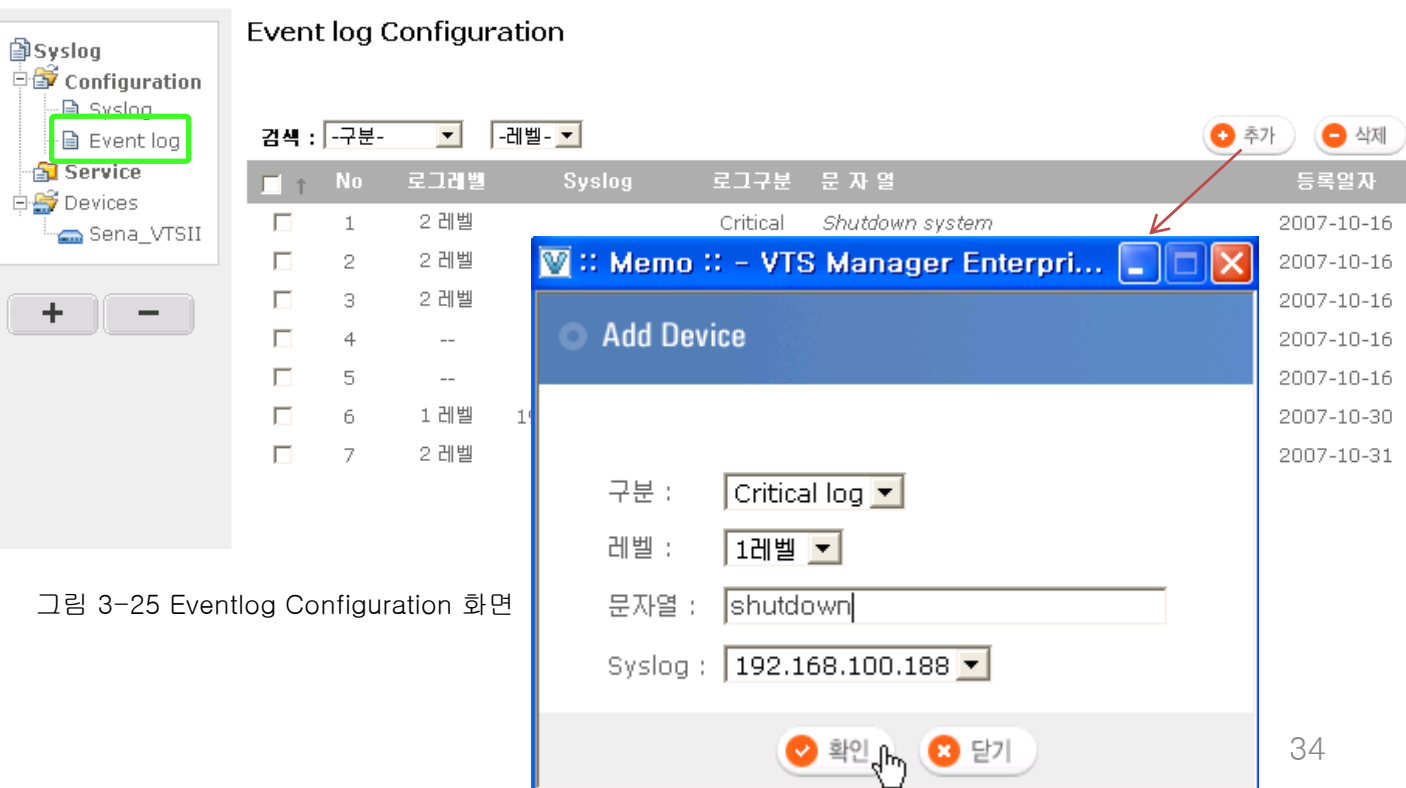 Event log Configuration
Syslog
Configuration
Syslog
Event log
Service
Devices
Sena_VTSII
+ −
검색 : -구분- -레벨-
추가 삭제
↑ No 로그레벨 Syslog 로그구분 문 자 열 등록일자
1 2 레벨 Critical Shutdown system 2007-10-16
2 2 레벨 2007-10-16
3 2 레벨 2007-10-16
4 -- 2007-10-16
5 -- 2007-10-16
6 1 레벨 2007-10-30
7 2 레벨 2007-10-31
:: Memo :: - VTS Manager Enterpri...
Add Device
구분 : Critical log
레벨 : 1레벨
문자열 : shutdown
Syslog : 192.168.100.188
확인 닫기
그림 3-25 Eventlog Configuration 화면
34